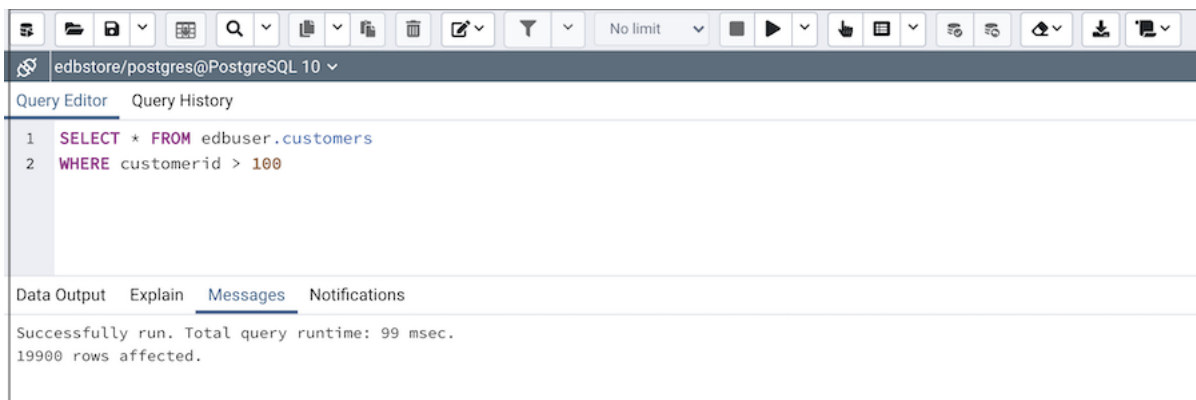 No limit
edbstore/postgres@PostgreSQL 10
Query Editor Query History
1 SELECT * FROM edbuser.customers
2 WHERE customerid > 100
Data Output Explain Messages Notifications
Successfully run. Total query runtime: 99 msec.
19900 rows affected.